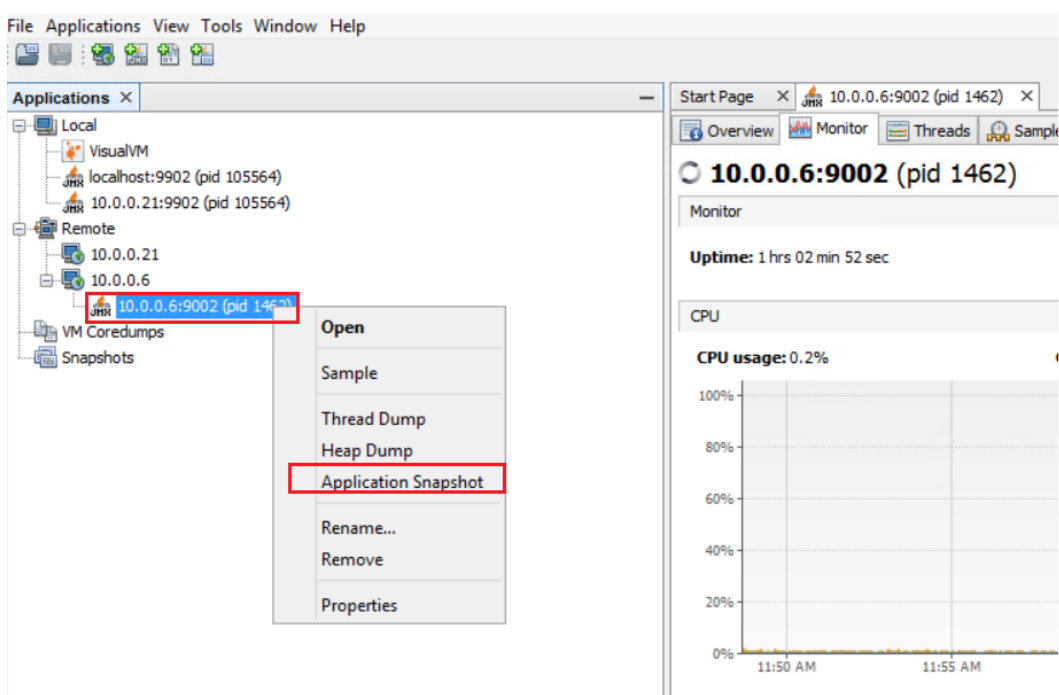 File Applications View Tools Window Help
Applications ×
Local
VisualVM
localhost:9902 (pid 105564)
10.0.0.21:9902 (pid 105564)
Remote
10.0.0.21
10.0.0.6
10.0.0.6:9002 (pid 1462)
VM Coredumps
Snapshots
Open
Sample
Thread Dump
Heap Dump
Application Snapshot
Rename...
Remove
Properties
Start Page × 10.0.0.6:9002 (pid 1462) ×
Overview Monitor Threads Sample
10.0.0.6:9002 (pid 1462)
Monitor
Uptime: 1 hrs 02 min 52 sec
CPU
CPU usage: 0.2%
100%
80%
60%
40%
20%
0%
11:50 AM 11:55 AM